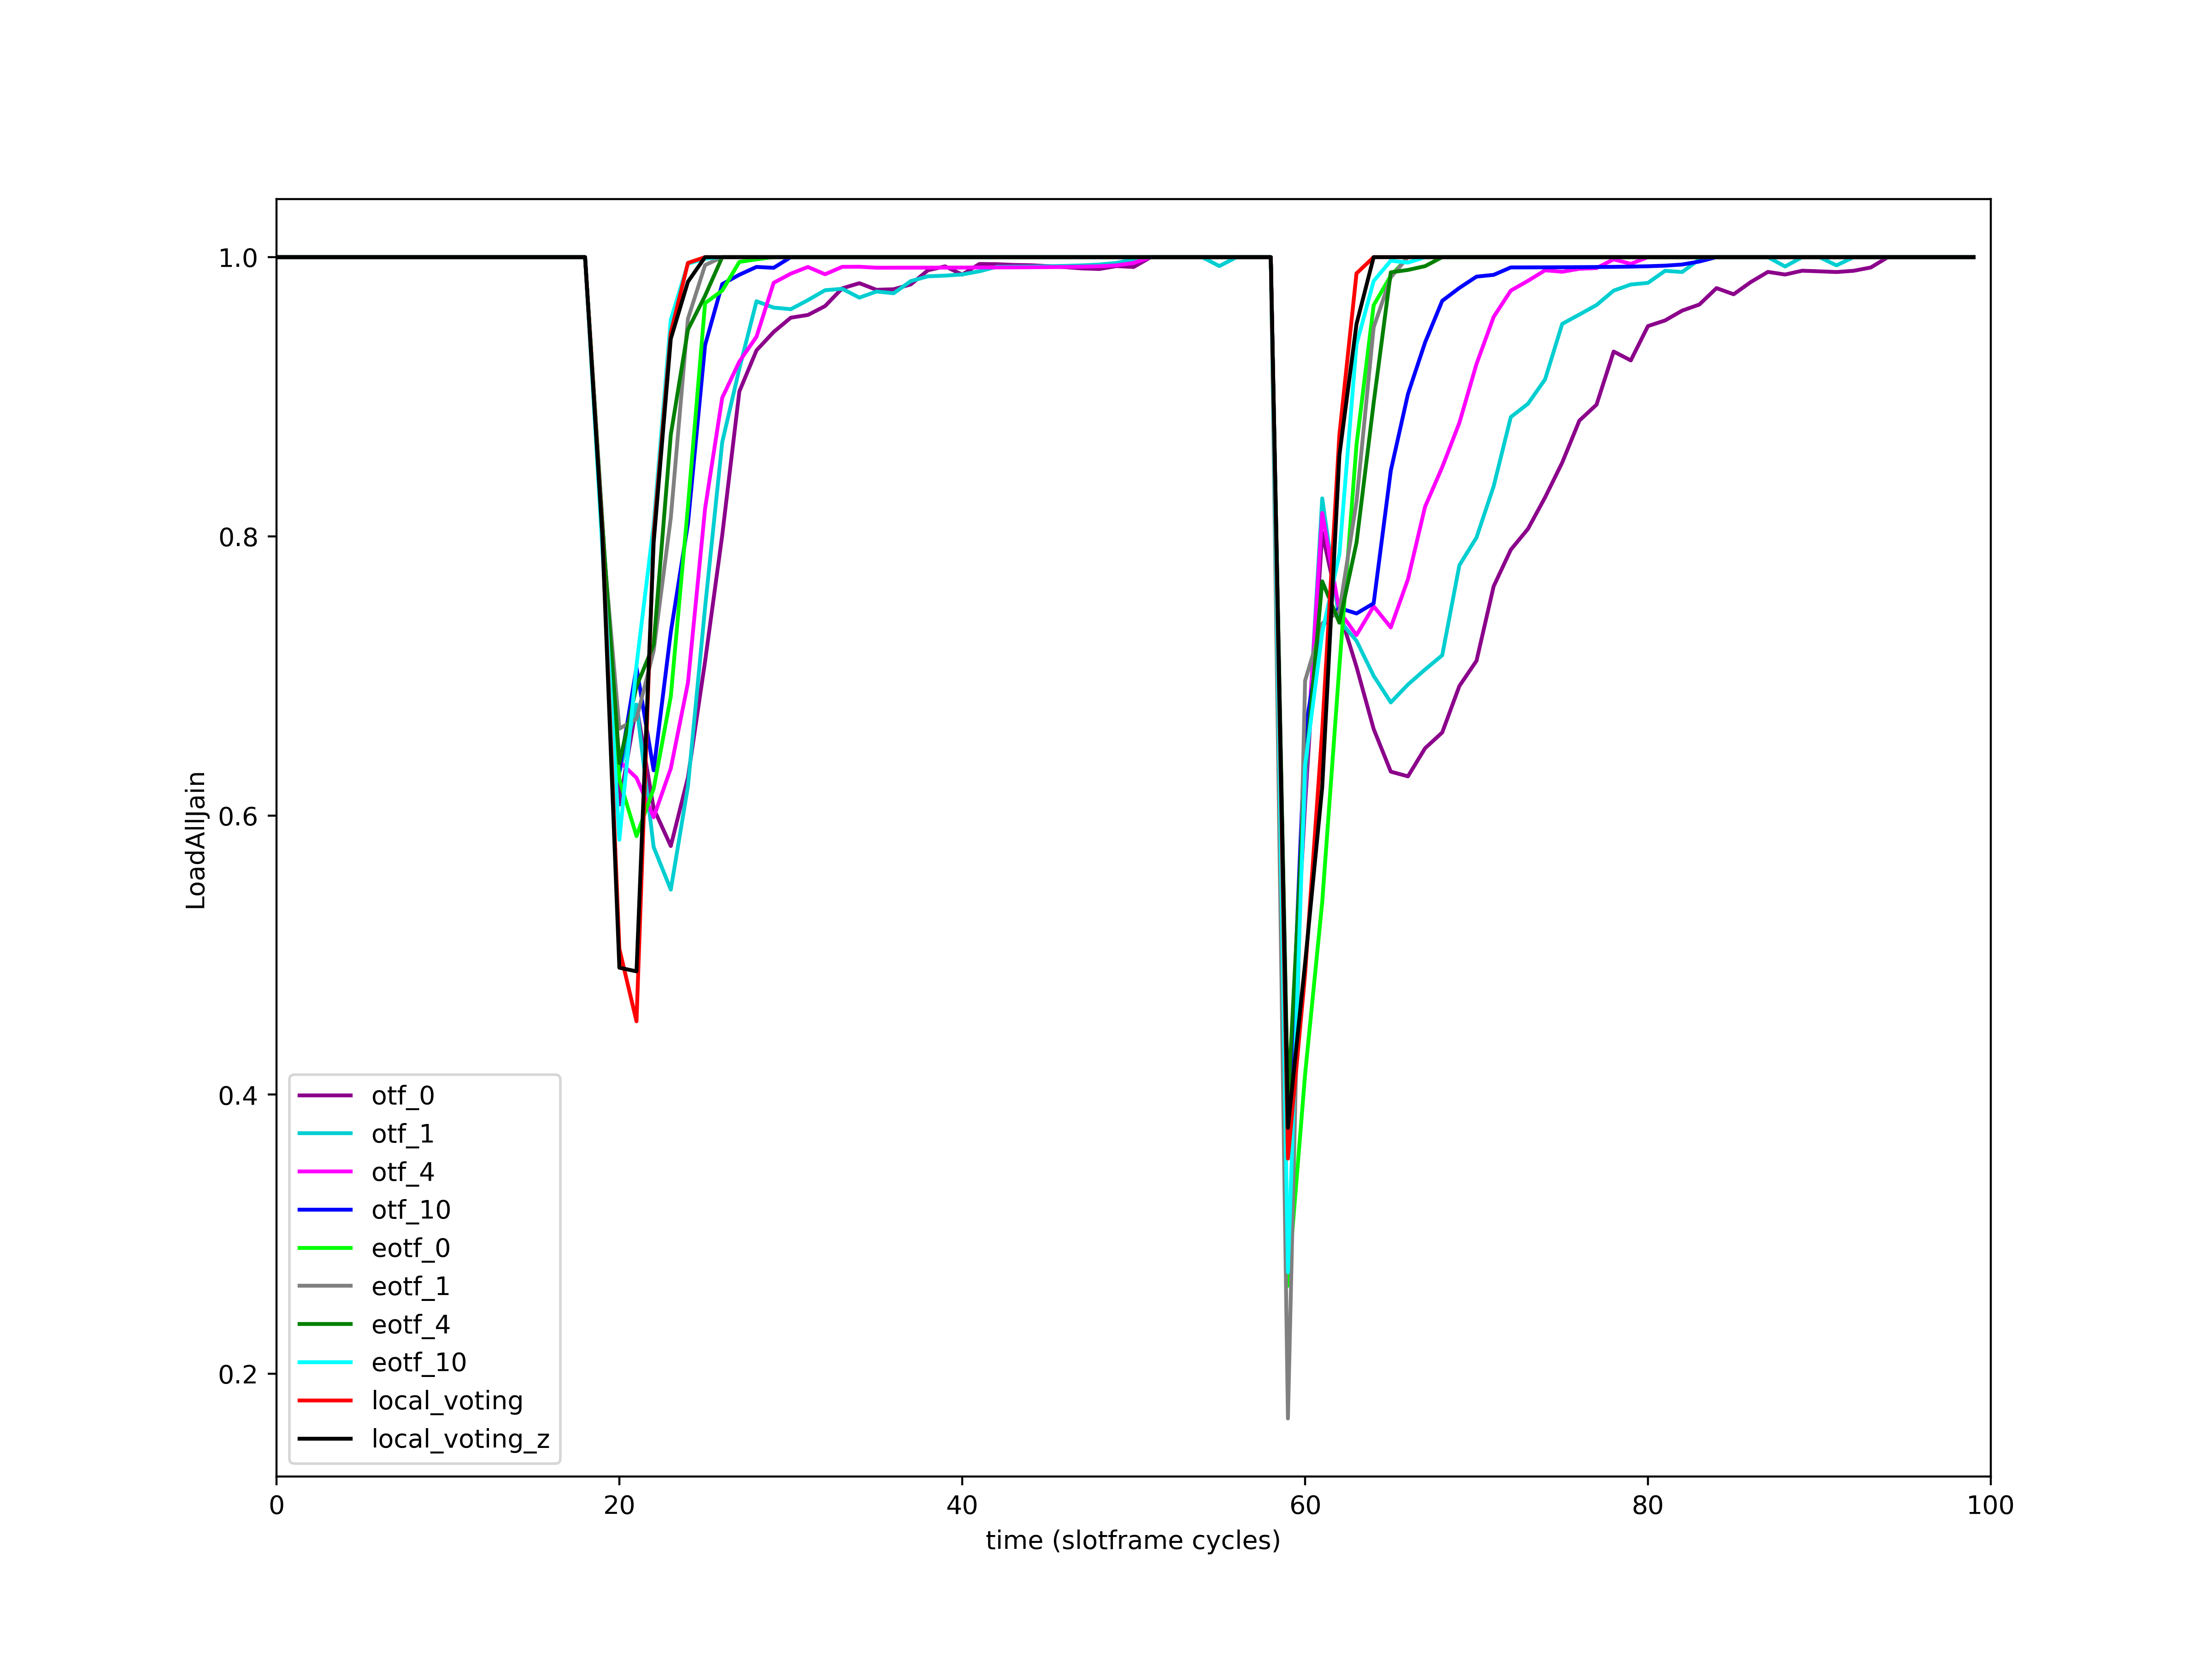 LoadAllJain
1.0
0.8
0.6
0.4
0.2
otf_0
otf_1
otf_4
otf_10
eotf_0
eotf_1
eotf_4
eotf_10
local_voting
local_voting_z
0 20 40 60 80 100
time (slotframe cycles)